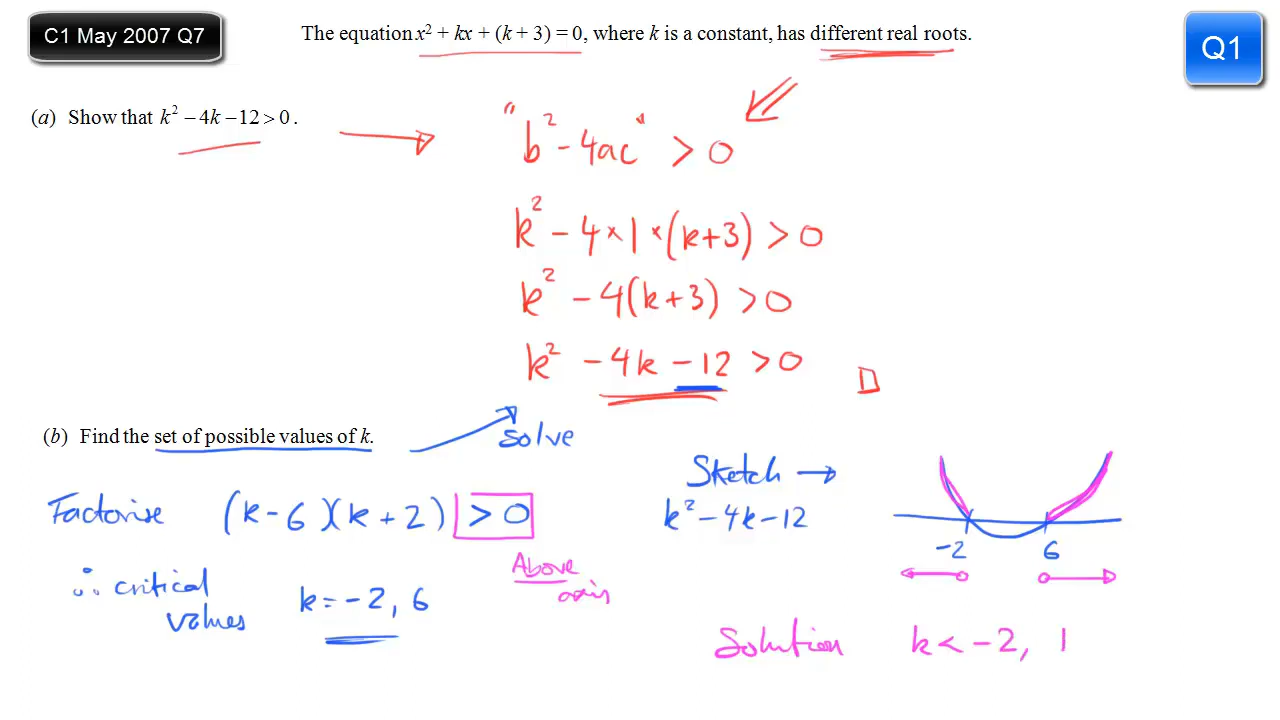 C1 May 2007 Q7
The equation x² + kx + (k + 3) = 0, where k is a constant, has different real roots.
Q1
(a) Show that k² − 4k − 12 > 0.
"b² - 4ac" > 0
k² - 4 × 1 × (k+3) > 0
k² - 4(k+3) > 0
k² - 4k - 12 > 0
(b) Find the set of possible values of k.
Solve
Sketch →
k² - 4k - 12
Factorise (k - 6)(k + 2) > 0
-2 6
Above
axis
∴ critical
values
k = -2, 6
Solution k < -2,